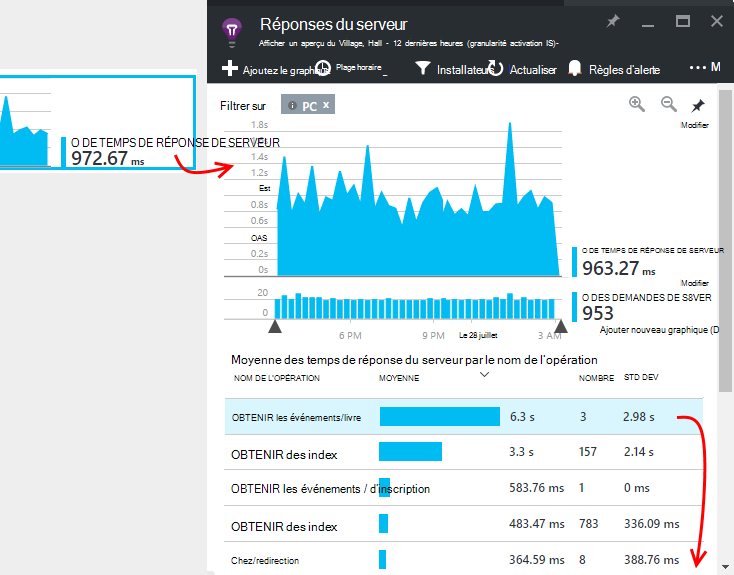 Réponses du serveur
Afficher un aperçu du Village, Hall - 12 dernières heures (granularité activation IS)-
Ajoutez le graphique
Plage horaire _
Installateurs
Actualiser
Règles d'alerte
... M
O DE TEMPS DE RÉPONSE DE SERVEUR
972.67 ms
Filtrer sur
PC x
Modifier
1.8s
1.4s
1.2s
Est
0.8s
0.6s
OAS
0.2s
0s
O DE TEMPS DE RÉPONSE DE SERVEUR
963.27 ms
Modifier
20
0
O DES DEMANDES DE S8VER
953
Ajouter nouveau graphique (D
6 PM
9 PM
Le 28 juillet
3 AM
Moyenne des temps de réponse du serveur par le nom de l'opération
NOM DE L'OPÉRATION MOYENNE NOMBRE STD DEV
OBTENIR les événements/livre 6.3 s 3 2.98 s
OBTENIR des index 3.3 s 157 2.14 s
OBTENIR les événements / d'inscription 583.76 ms 1 0 ms
OBTENIR des index 483.47 ms 783 336.09 ms
Chez/redirection 364.59 ms 8 388.76 ms